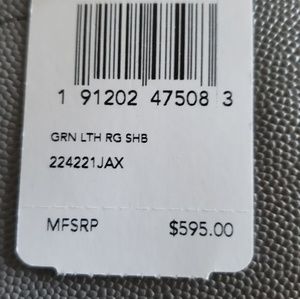 1 91202 47508 3
GRN LTH RG SHB
224221JAX
MFSRP $595.00